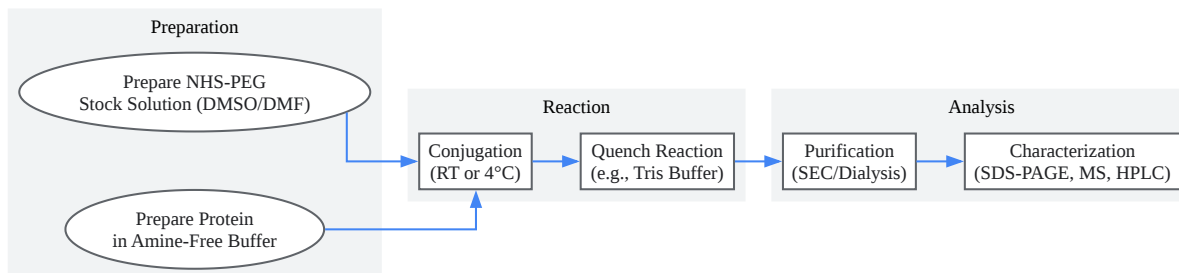 Preparation
Prepare NHS-PEG
Stock Solution (DMSO/DMF)
Prepare Protein
in Amine-Free Buffer
Reaction
Conjugation
(RT or 4°C)
Quench Reaction
(e.g., Tris Buffer)
Analysis
Purification
(SEC/Dialysis)
Characterization
(SDS-PAGE, MS, HPLC)